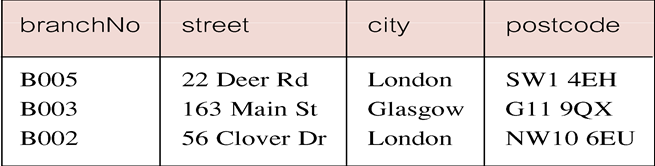 branchNo street city postcode
B005 22 Deer Rd London SW1 4EH
B003 163 Main St Glasgow G11 9QX
B002 56 Clover Dr London NW10 6EU